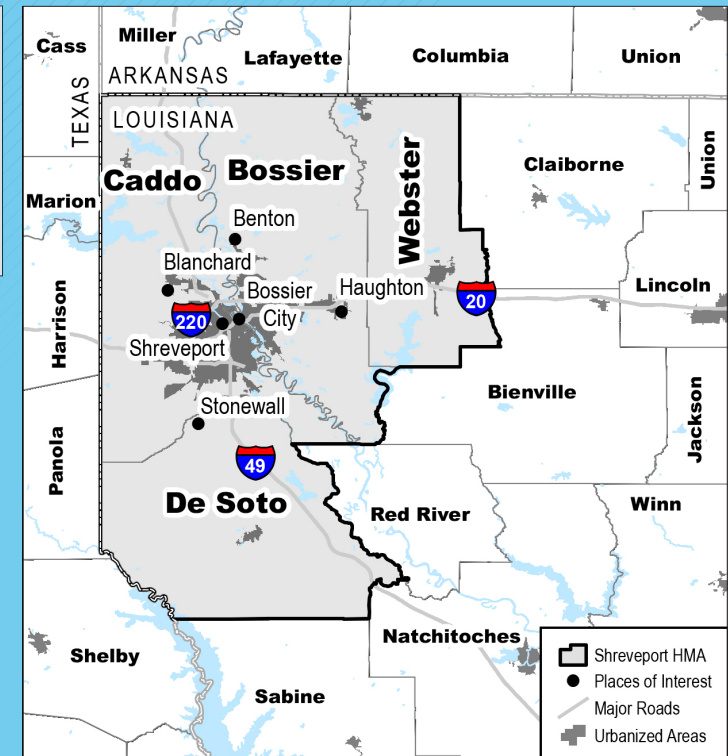 Cass
Miller
Lafayette
Columbia
Union
ARKANSAS
TEXAS
LOUISIANA
Caddo
Bossier
Webster
Claiborne
Union
Marion
Benton
Blanchard
Bossier
City
Haughton
20
Lincoln
220
Harrison
Shreveport
Bienville
Jackson
Stonewall
Panola
49
De Soto
Red River
Winn
Natchitoches
Shelby
Sabine
Shreveport HMA
Places of Interest
Major Roads
Urbanized Areas